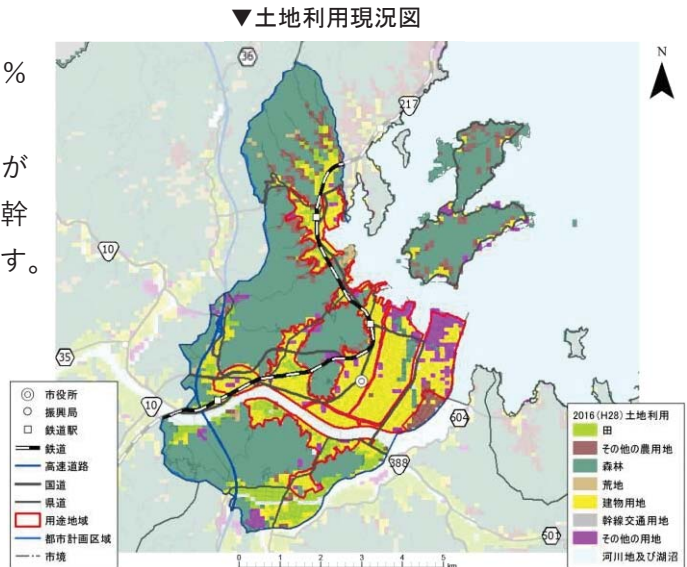 ▼土地利用現況図
%
が
幹
す。
N
36
217
10
35
10
604
388
501
市役所
振興局
鉄道駅
鉄道
高速道路
国道
県道
用途地域
都市計画区域
市境
2016(H28)土地利用
田
その他の農用地
森林
荒地
建物用地
幹線交通用地
その他の用地
河川地及び湖沼
0 1 2 3 4 5
km